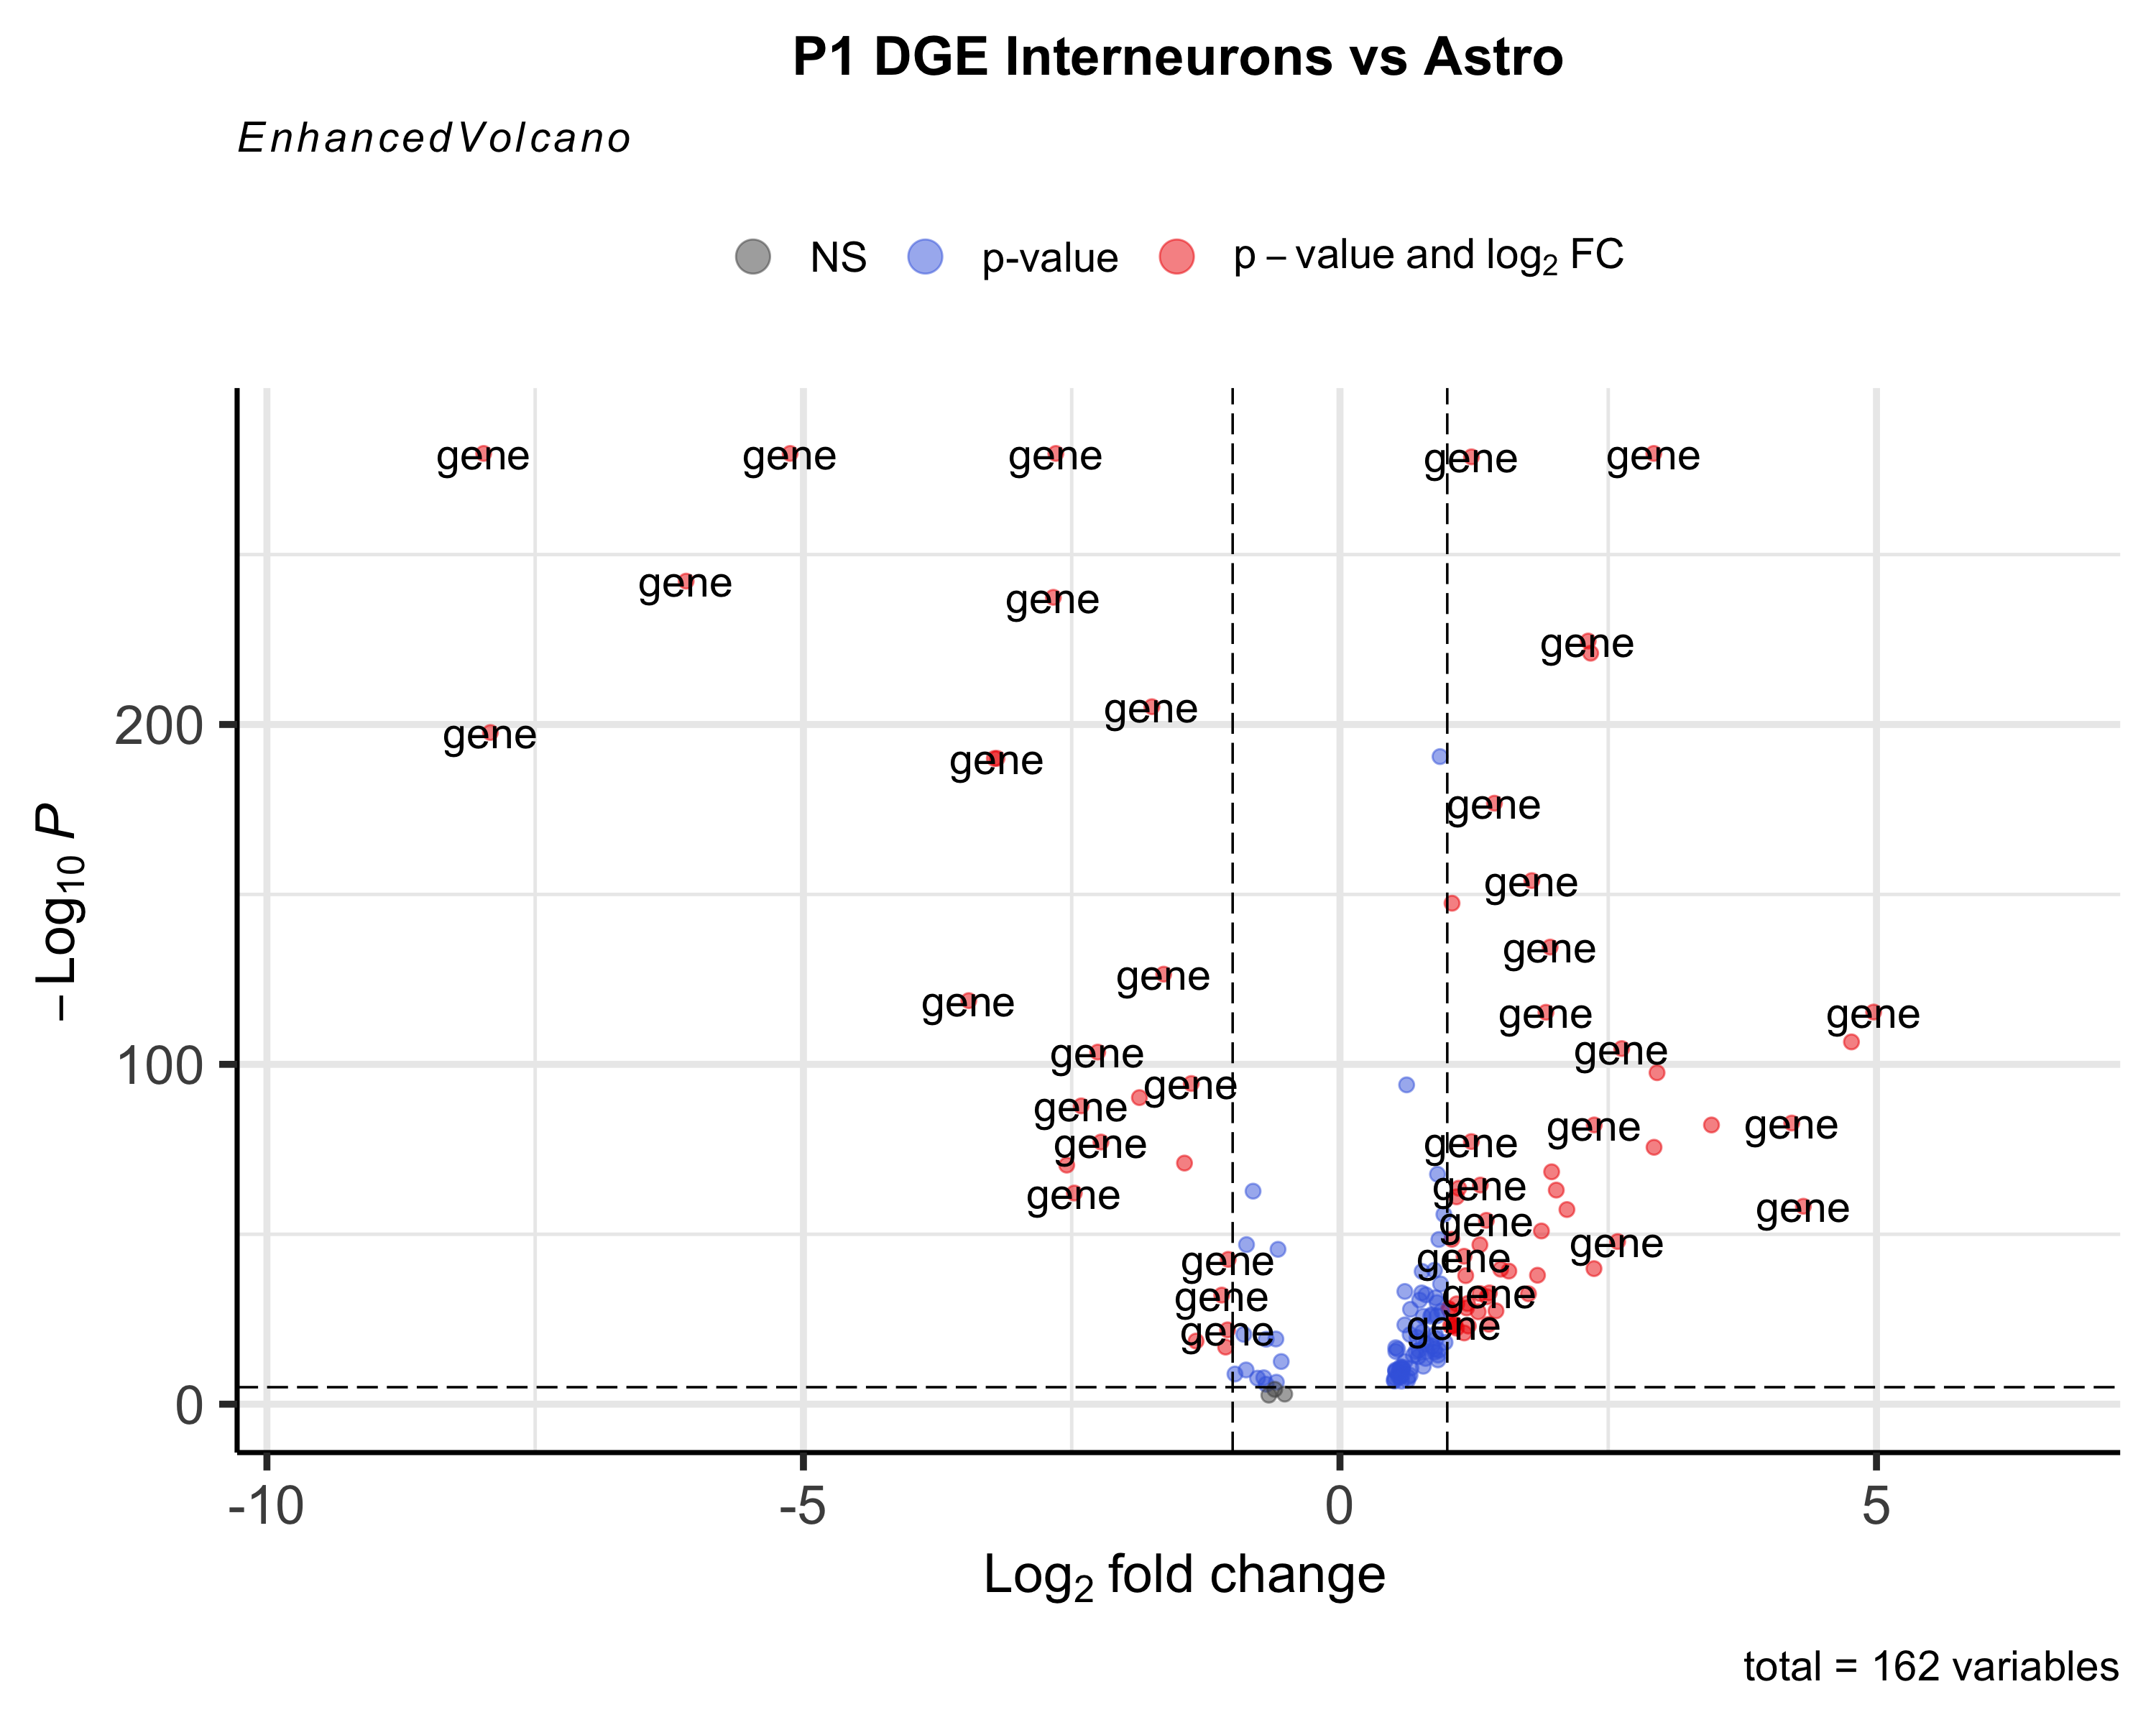 P1 DGE Interneurons vs Astro
EnhancedVolcano
NS p-value p – value and log₂ FC
gene gene gene gene gene
gene gene
gene
gene
200 gene
gene
gene
gene
gene
gene
gene gene gene
gene gene
100
gene
gene
gene gene
gene gene
gene gene
gene
gene
gene
gene gene
gene gene
gene gene
0
–Log₁₀ P
-10 -5 0 5
Log₂ fold change
total = 162 variables